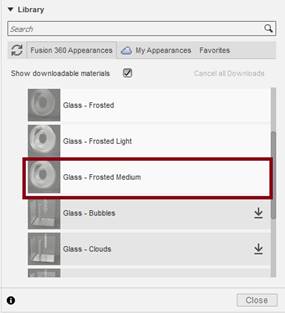 Library
Search
Fusion 360 Appearances My Appearances Favorites
Show downloadable materials Cancel all Downloads
Glass - Frosted
Glass - Frosted Light
Glass - Frosted Medium
Glass - Bubbles
Glass - Clouds
Close